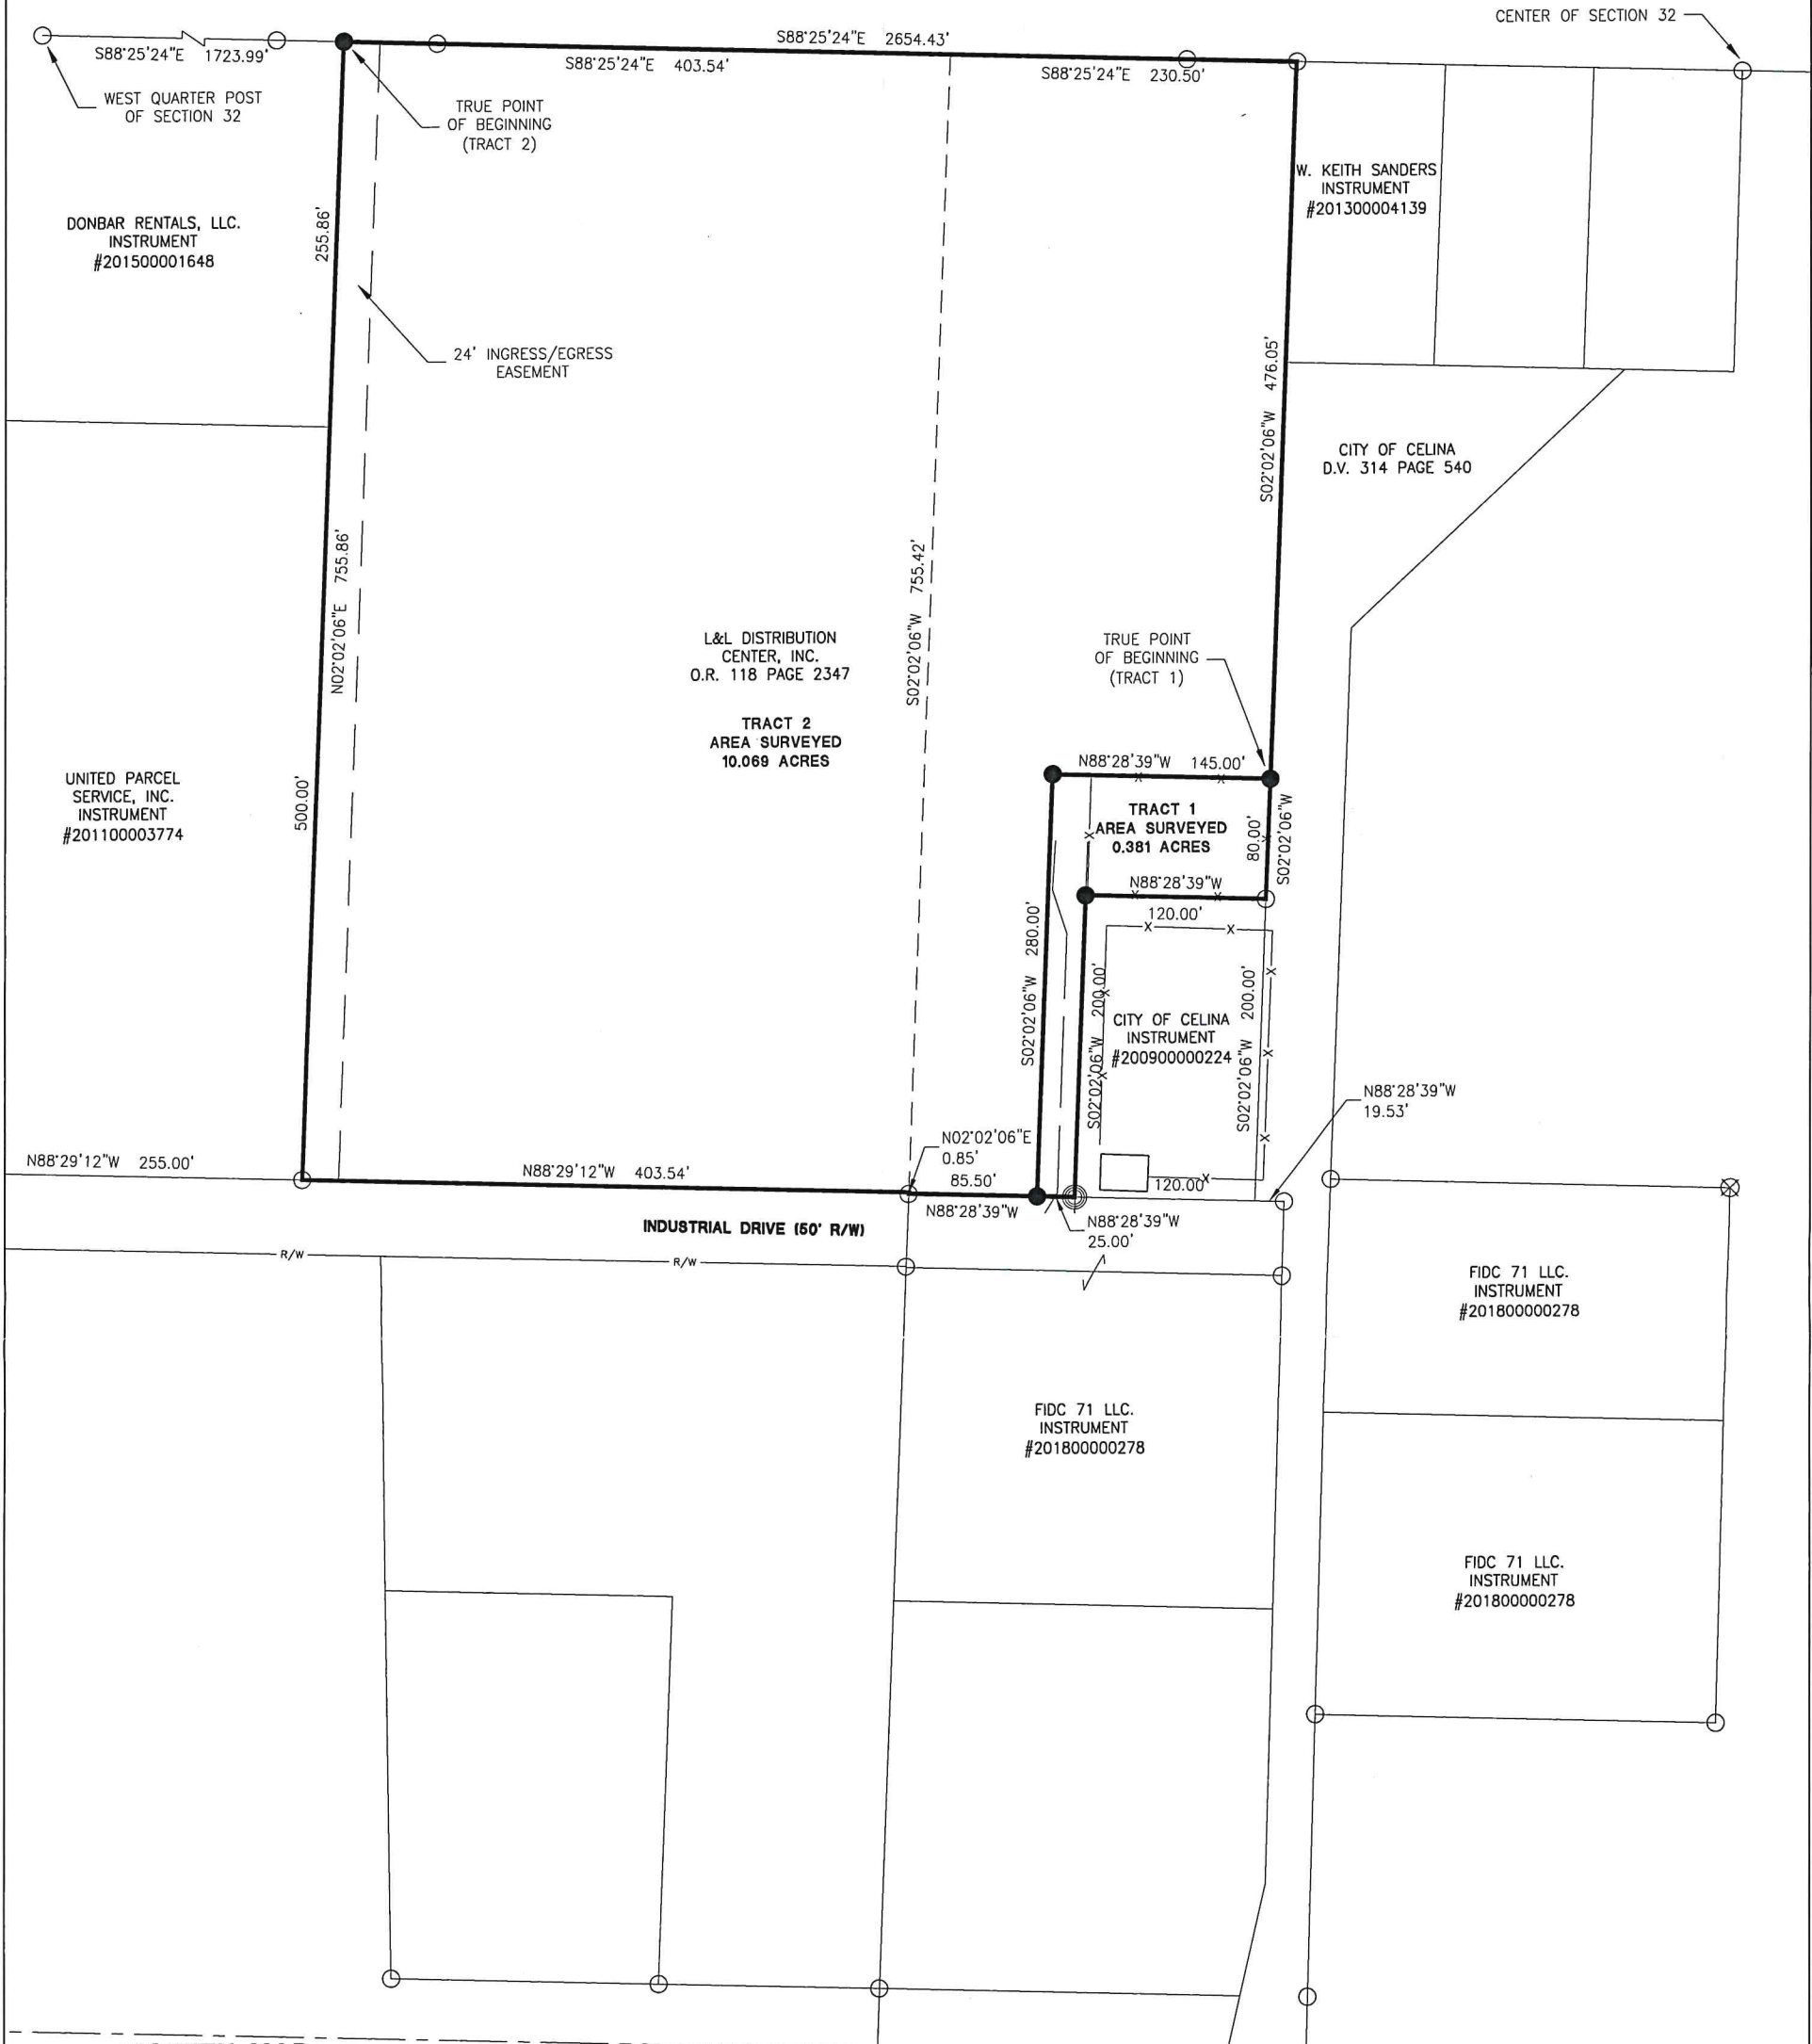 CENTER OF SECTION 32
S88°25'24"E 2654.43'
S88°25'24"E 1723.99'
S88°25'24"E 403.54'
S88°25'24"E 230.50'
WEST QUARTER POST
OF SECTION 32
TRUE POINT
OF BEGINNING
(TRACT 2)
W. KEITH SANDERS
INSTRUMENT
#201300004139
DONBAR RENTALS, LLC.
INSTRUMENT
#201500001648
255.86'
24' INGRESS/EGRESS
EASEMENT
S02°02'06"W 476.05'
CITY OF CELINA
D.V. 314 PAGE 540
N02°02'06"E 755.86'
S02°02'06"W 755.42'
L&L DISTRIBUTION
CENTER, INC.
O.R. 118 PAGE 2347
TRACT 2
AREA SURVEYED
10.069 ACRES
TRUE POINT
OF BEGINNING
(TRACT 1)
UNITED PARCEL
SERVICE, INC.
INSTRUMENT
#201100003774
500.00'
N88°28'39"W 145.00'
TRACT 1
AREA SURVEYED
0.381 ACRES
80.00'
S02°02'06"W
N88°28'39"W
120.00'
X
X
X
X
X
X
X
X
S02°02'06"W 280.00'
S02°02'06"W 200.00'
S02°02'06"W 200.00'
CITY OF CELINA
INSTRUMENT
#200900000224
X
X
X
X
X
X
N88°28'39"W
19.53'
N02°02'06"E
0.85'
N88°29'12"W 255.00'
N88°29'12"W 403.54'
85.50'
120.00'
N88°28'39"W
N88°28'39"W
25.00'
INDUSTRIAL DRIVE (50' R/W)
R/W
R/W
FIDC 71 LLC.
INSTRUMENT
#201800000278
FIDC 71 LLC.
INSTRUMENT
#201800000278
FIDC 71 LLC.
INSTRUMENT
#201800000278